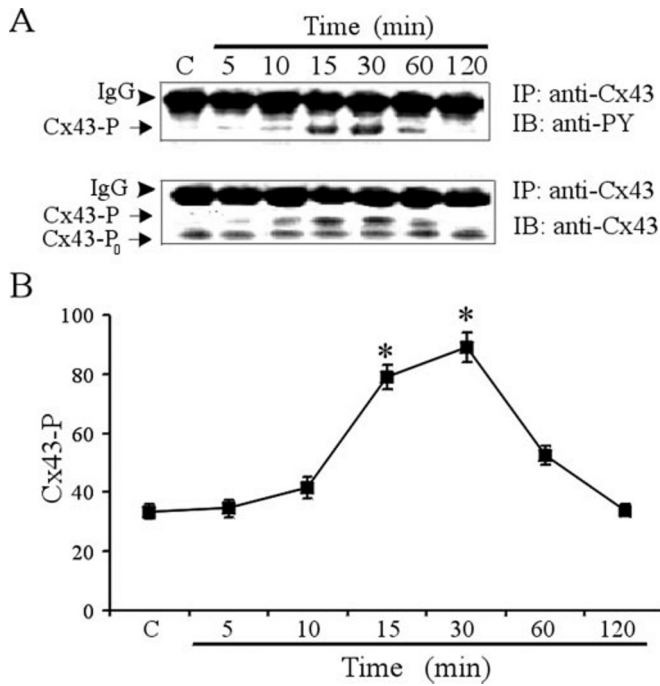 A
Time (min)
C 5 10 15 30 60 120
IgG
IP: anti-Cx43
Cx43-P
IB: anti-PY
IgG
IP: anti-Cx43
Cx43-P
IB: anti-Cx43
Cx43-P₀
B
100
*
*
80
60
Cx43-P
40
20
0
C 5 10 15 30 60 120
Time (min)